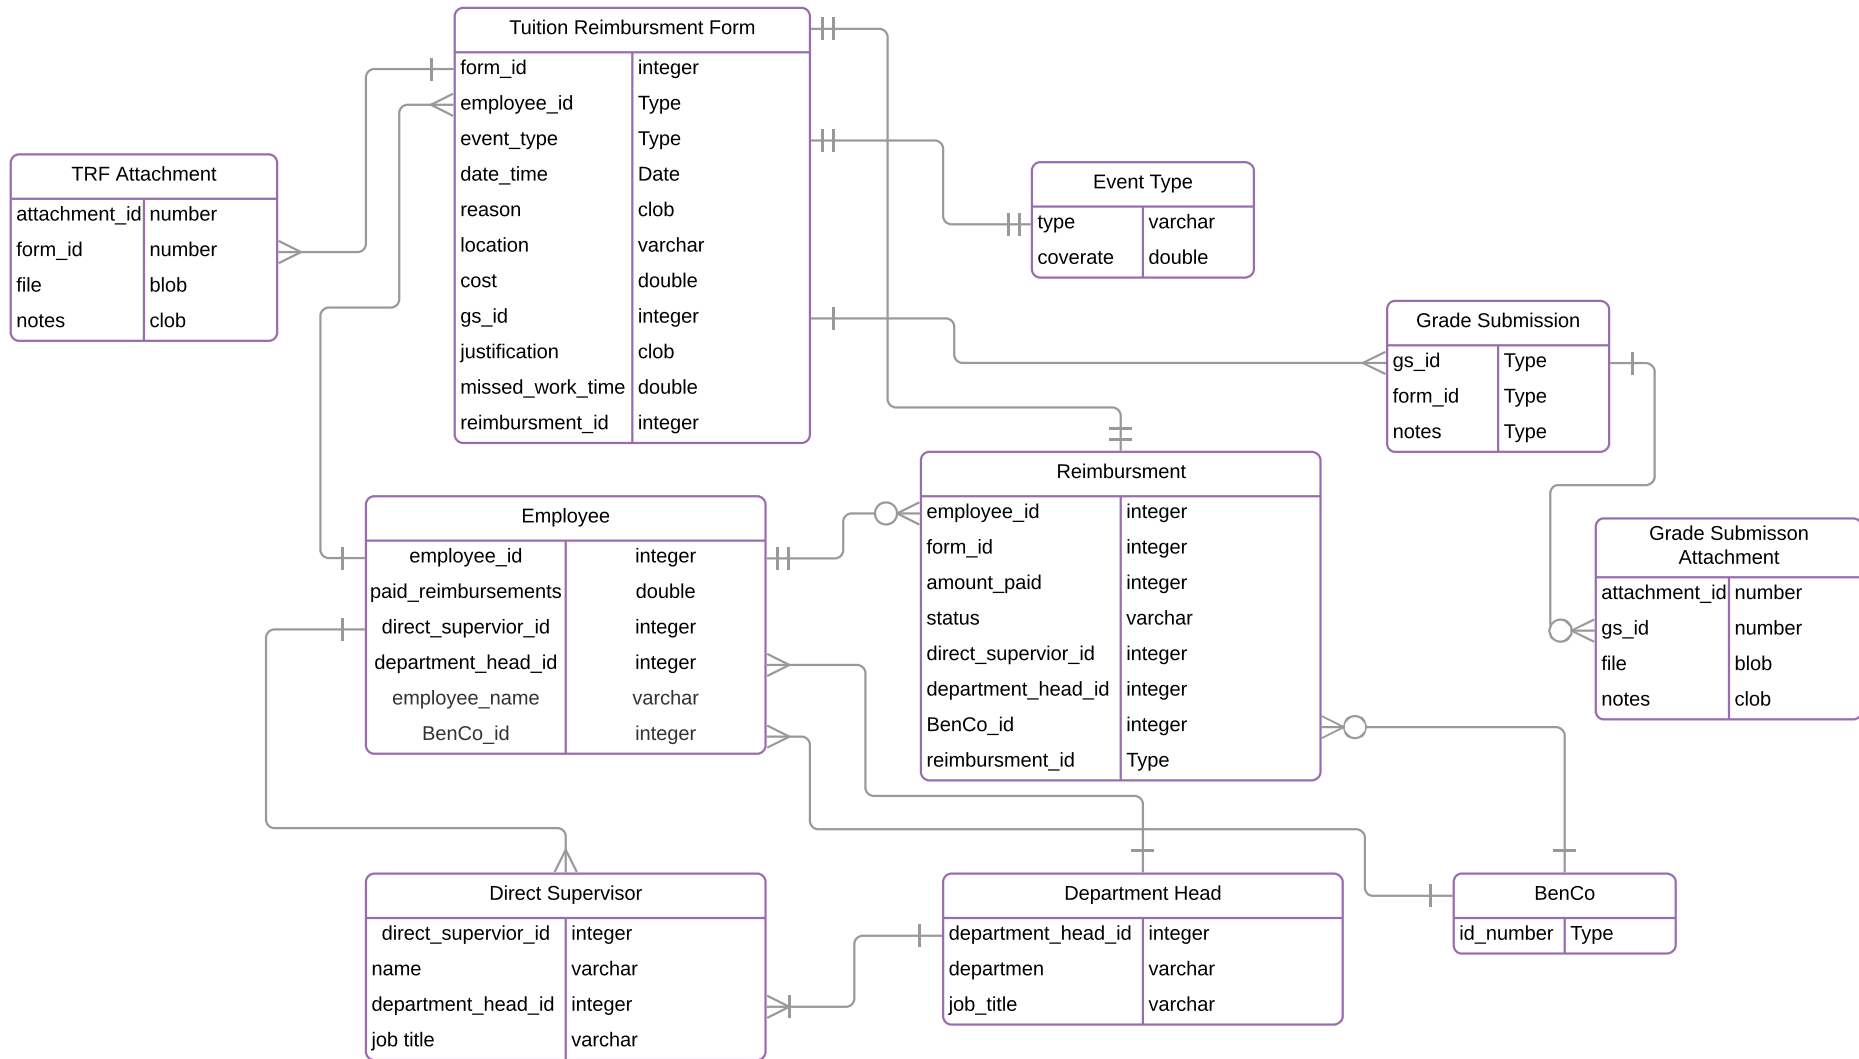 Tuition Reimbursment Form
form_id integer
employee_id Type
event_type Type
date_time Date
reason clob
location varchar
cost double
gs_id integer
justification clob
missed_work_time double
reimbursment_id integer
TRF Attachment
attachment_id number
form_id number
file blob
notes clob
Event Type
type varchar
coverate double
Grade Submission
gs_id Type
form_id Type
notes Type
Reimbursment
employee_id integer
form_id integer
amount_paid integer
status varchar
direct_supervior_id integer
department_head_id integer
BenCo_id integer
reimbursment_id Type
Employee
employee_id integer
paid_reimbursements double
direct_supervior_id integer
department_head_id integer
employee_name varchar
BenCo_id integer
Grade Submisson
Attachment
attachment_id number
gs_id number
file blob
notes clob
Direct Supervisor
direct_supervior_id integer
name varchar
department_head_id integer
job title varchar
Department Head
department_head_id integer
departmen varchar
job_title varchar
BenCo
id_number Type